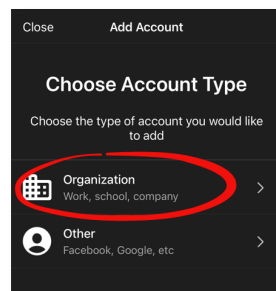 Close Add Account
Choose Account Type
Choose the type of account you would like
to add
Organization
Work, school, company
Other
Facebook, Google, etc